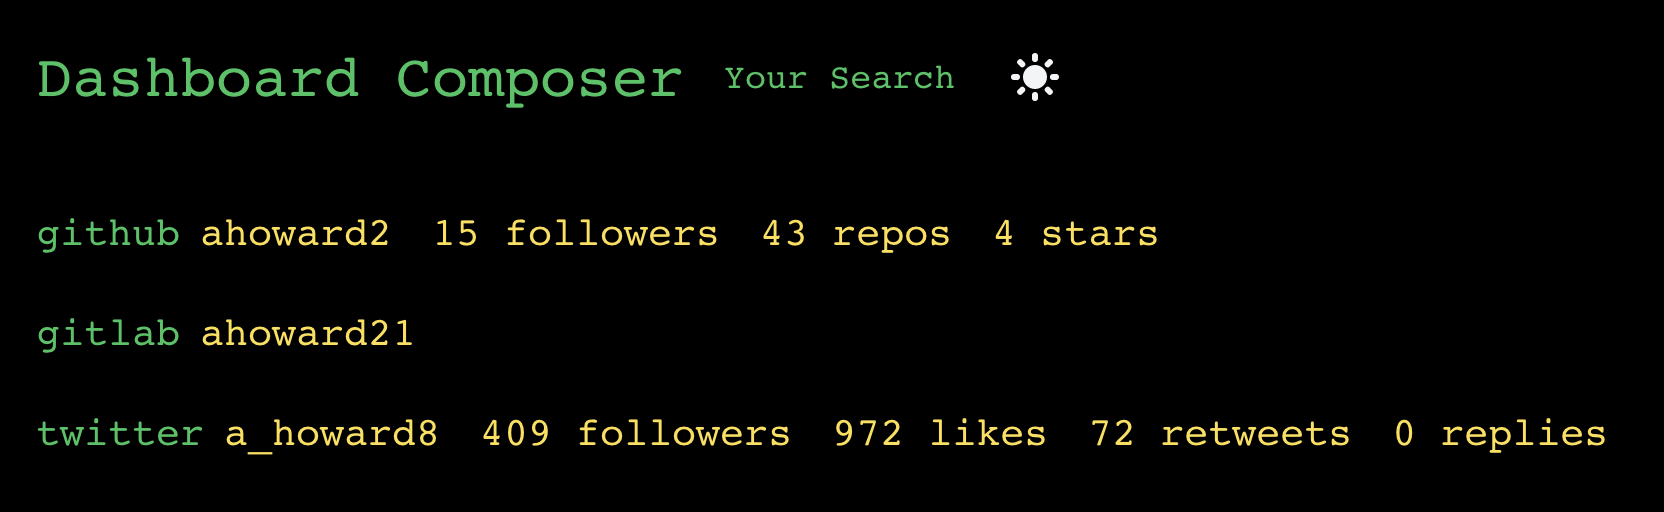 Dashboard Composer Your Search
github ahoward2 15 followers 43 repos 4 stars
gitlab ahoward21
twitter a_howard8 409 followers 972 likes 72 retweets 0 replies